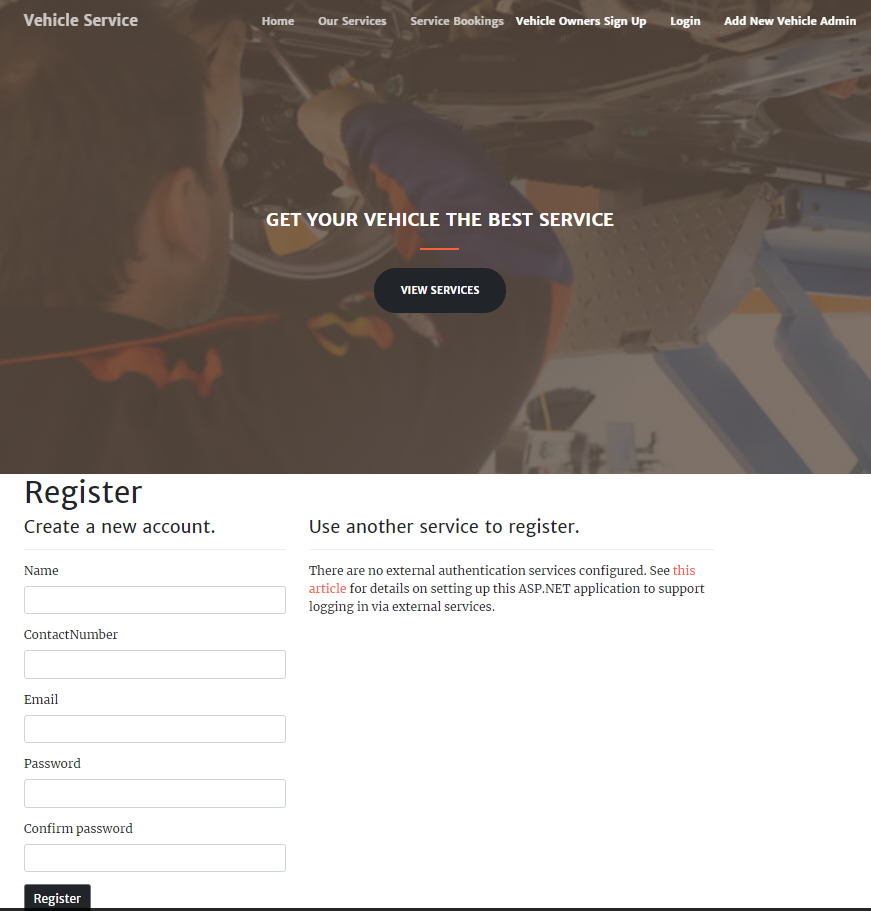 Vehicle Service
Home Our Services Service Bookings Vehicle Owners Sign Up Login Add New Vehicle Admin
GET YOUR VEHICLE THE BEST SERVICE
VIEW SERVICES
Register
Create a new account.
Name
ContactNumber
Email
Password
Confirm password
Register
Use another service to register.
There are no external authentication services configured. See this
article for details on setting up this ASP.NET application to support
logging in via external services.